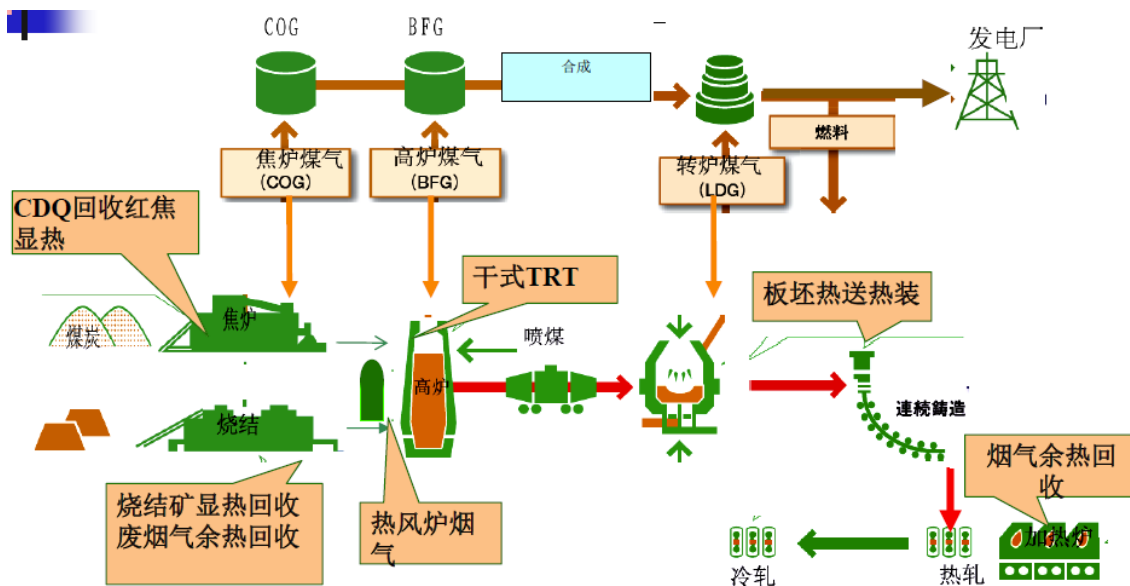 COG
BFG
合成
发电厂
燃料
焦炉煤气
(COG)
高炉煤气
(BFG)
转炉煤气
(LDG)
CDQ回收红焦
显热
干式TRT
板坯热送热装
煤炭
焦炉
喷煤
高炉
烧结
連続鋳造
烧结矿显热回收
废烟气余热回收
热风炉烟
气
烟气余热回
收
加热炉
冷轧
热轧